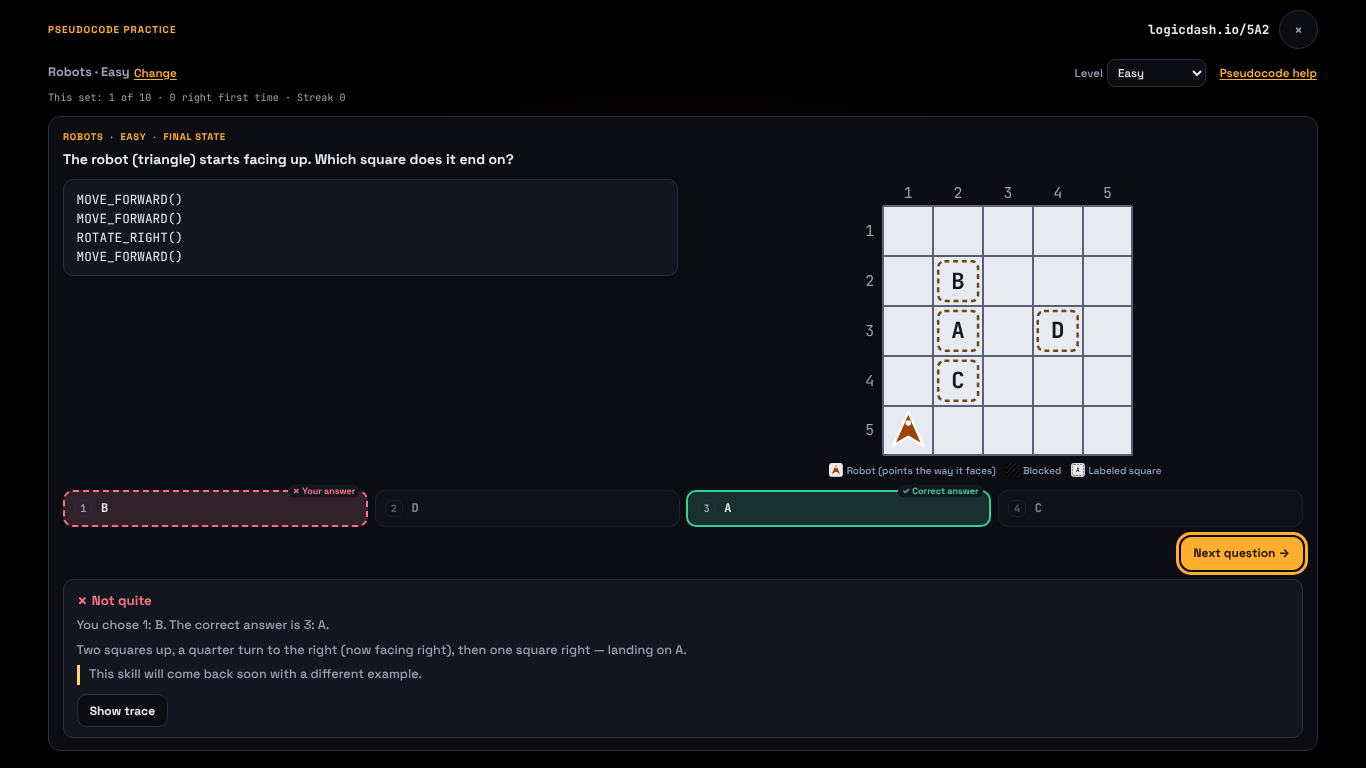 PSEUDOCODE PRACTICE
logicdash.io/5A2
×
Robots · Easy Change
Level Easy
Pseudocode help
This set: 1 of 10 · 0 right first time · Streak 0
ROBOTS · EASY · FINAL STATE
The robot (triangle) starts facing up. Which square does it end on?
MOVE_FORWARD()
MOVE_FORWARD()
ROTATE_RIGHT()
MOVE_FORWARD()
1 2 3 4 5
1
2 B
3 A D
4 C
5
Robot (points the way it faces) Blocked A Labeled square
× Your answer
1 B
2 D
✓ Correct answer
3 A
4 C
Next question →
× Not quite
You chose 1: B. The correct answer is 3: A.
Two squares up, a quarter turn to the right (now facing right), then one square right — landing on A.
This skill will come back soon with a different example.
Show trace